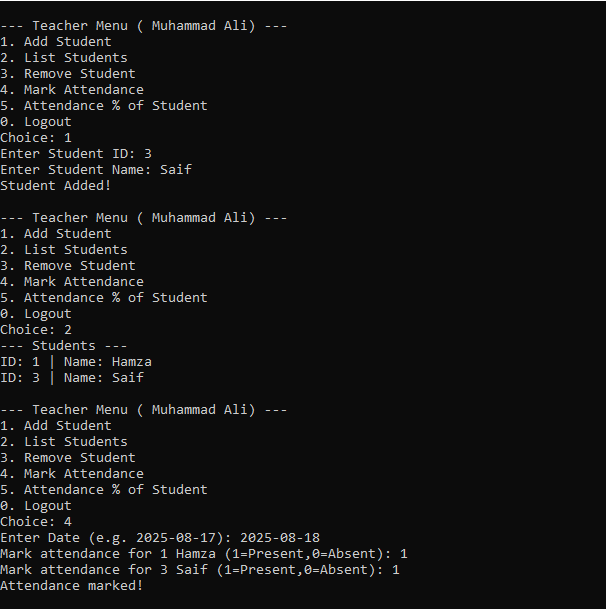 --- Teacher Menu ( Muhammad Ali) ---
1. Add Student
2. List Students
3. Remove Student
4. Mark Attendance
5. Attendance % of Student
0. Logout
Choice: 1
Enter Student ID: 3
Enter Student Name: Saif
Student Added!

--- Teacher Menu ( Muhammad Ali) ---
1. Add Student
2. List Students
3. Remove Student
4. Mark Attendance
5. Attendance % of Student
0. Logout
Choice: 2
--- Students ---
ID: 1 | Name: Hamza
ID: 3 | Name: Saif

--- Teacher Menu ( Muhammad Ali) ---
1. Add Student
2. List Students
3. Remove Student
4. Mark Attendance
5. Attendance % of Student
0. Logout
Choice: 4
Enter Date (e.g. 2025-08-17): 2025-08-18
Mark attendance for 1 Hamza (1=Present,0=Absent): 1
Mark attendance for 3 Saif (1=Present,0=Absent): 1
Attendance marked!